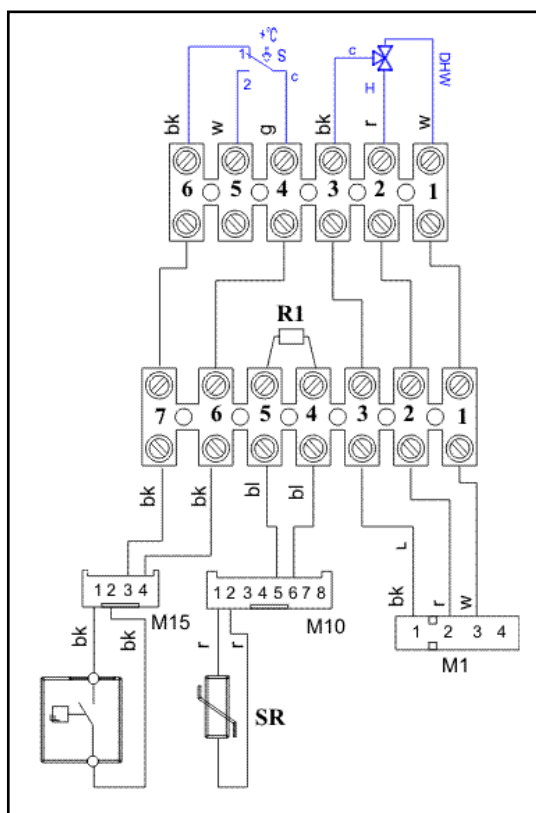 °C
1 S
2 c
c H DHW
bk w g bk r w
6 5 4 3 2 1
R1
7 6 5 4 3 2 1
bk bk bl bl L
bk r w
1 2 3 4
M15
1 2 3 4 5 6 7 8
M10
1 2 3 4
M1
bk bk r r
SR